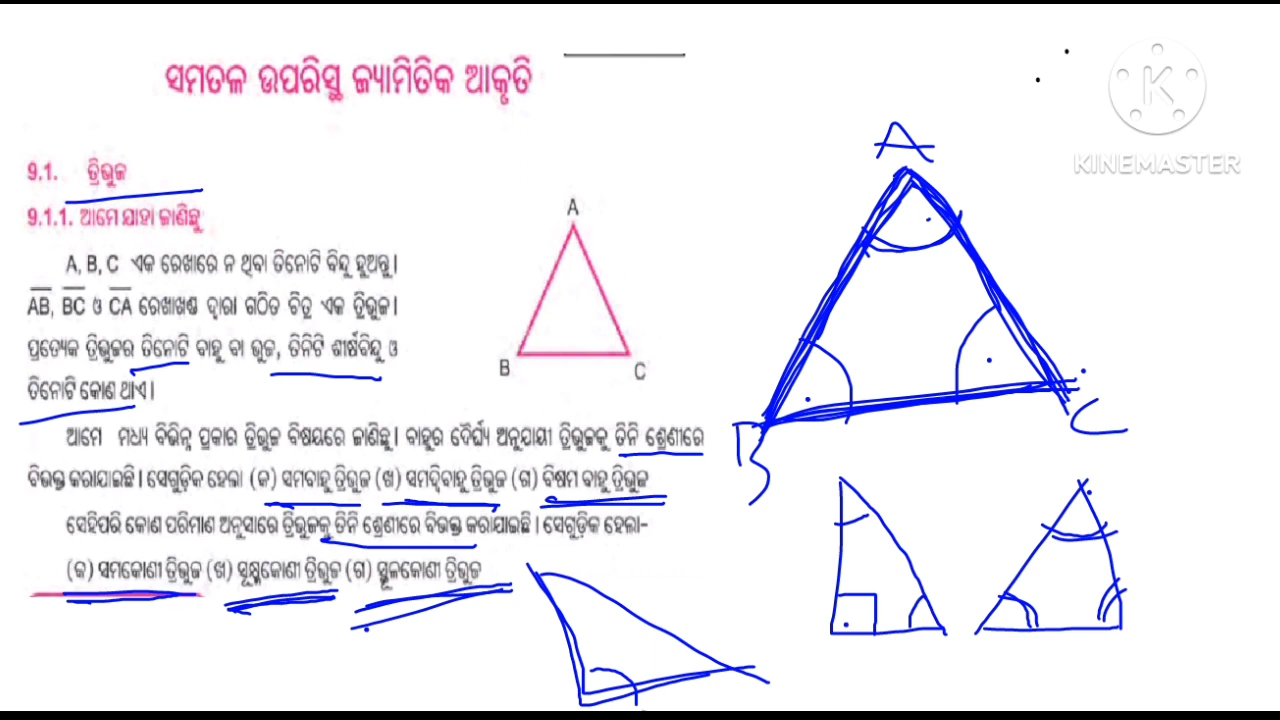 ସମତଳ ଉପରିସ୍ଥ ଜ୍ୟାମିତିକ ଆକୃତି
9.1. ତ୍ରିଭୁଜ
9.1.1. ଆମେ ଯାହା ଜାଣିଛୁ
A, B, C ଏକ ରେଖାରେ ନ ଥିବା ତିନୋଟି ବିନ୍ଦୁ ହୁଅନ୍ତୁ ।
AB, BC ଓ CA ରେଖାଖଣ୍ଡ ଦ୍ୱାରା ଗଠିତ ଚିତ୍ର ଏକ ତ୍ରିଭୁଜ ।
ପ୍ରତ୍ୟେକ ତ୍ରିଭୁଜର ତିନୋଟି ବାହୁ ବା ଭୁଜ, ତିନିଟି ଶୀର୍ଷବିନ୍ଦୁ ଓ
ତିନୋଟି କୋଣ ଥାଏ ।
A
B
C
ଆମେ ମଧ୍ୟ ବିଭିନ୍ନ ପ୍ରକାର ତ୍ରିଭୁଜ ବିଷୟରେ ଜାଣିଛୁ । ବାହୁର ଦୈର୍ଘ୍ୟ ଅନୁଯାୟୀ ତ୍ରିଭୁଜକୁ ତିନି ଶ୍ରେଣୀରେ
ବିଭକ୍ତ କରାଯାଇଛି । ସେଗୁଡ଼ିକ ହେଲା (କ) ସମବାହୁ ତ୍ରିଭୁଜ (ଖ) ସମଦ୍ୱିବାହୁ ତ୍ରିଭୁଜ (ଗ) ବିଷମ ବାହୁ ତ୍ରିଭୁଜ
ସେହିପରି କୋଣ ପରିମାଣ ଅନୁସାରେ ତ୍ରିଭୁଜକୁ ତିନି ଶ୍ରେଣୀରେ ବିଭକ୍ତ କରାଯାଇଛି । ସେଗୁଡ଼ିକ ହେଲା-
(କ) ସମକୋଣୀ ତ୍ରିଭୁଜ (ଖ) ସୂକ୍ଷ୍ମକୋଣୀ ତ୍ରିଭୁଜ (ଗ) ସ୍ଥୂଳକୋଣୀ ତ୍ରିଭୁଜ
A
B
C
K
KINEMASTER